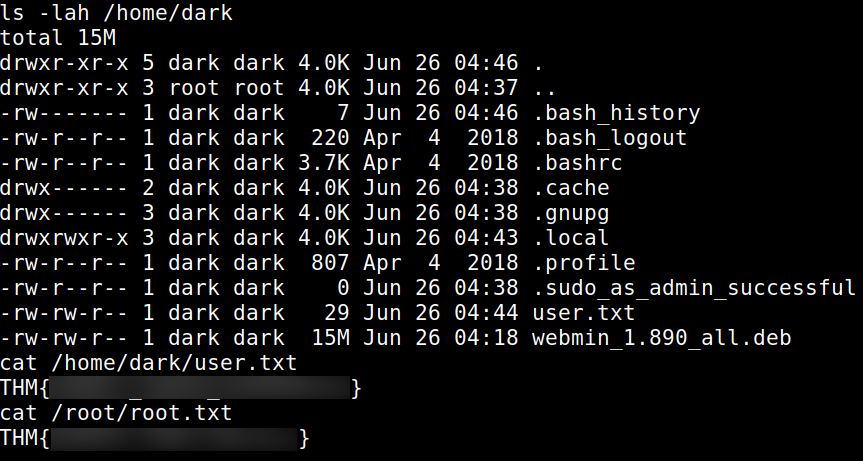 ls -lah /home/dark
total 15M
drwxr-xr-x 5 dark dark 4.0K Jun 26 04:46 .
drwxr-xr-x 3 root root 4.0K Jun 26 04:37 ..
-rw------- 1 dark dark    7 Jun 26 04:46 .bash_history
-rw-r--r-- 1 dark dark  220 Apr  4  2018 .bash_logout
-rw-r--r-- 1 dark dark 3.7K Apr  4  2018 .bashrc
drwx------ 2 dark dark 4.0K Jun 26 04:38 .cache
drwx------ 3 dark dark 4.0K Jun 26 04:38 .gnupg
drwxrwxr-x 3 dark dark 4.0K Jun 26 04:43 .local
-rw-r--r-- 1 dark dark  807 Apr  4  2018 .profile
-rw-r--r-- 1 dark dark    0 Jun 26 04:38 .sudo_as_admin_successful
-rw-rw-r-- 1 dark dark   29 Jun 26 04:44 user.txt
-rw-rw-r-- 1 dark dark  15M Jun 26 04:18 webmin_1.890_all.deb
cat /home/dark/user.txt
THM{ }
cat /root/root.txt
THM{ }